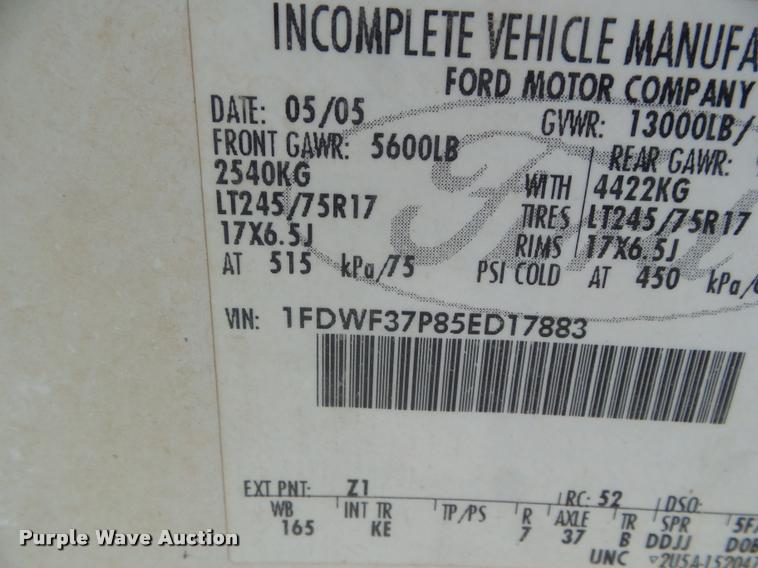 INCOMPLETE VEHICLE
FORD MOTOR COMPANY
DATE: 05/05 GVWR: 13000LB/
FRONT GAWR: 5600LB REAR GAWR:
2540KG WITH 4422KG
LT245/75R17 TIRES LT245/75R17
17X6.5J RIMS 17X6.5J
AT 515 kPa/75 PSI COLD AT 450 kPa/
VIN: 1FDWF37P85ED17883
EXT PNT: Z1 RC: 52 DSO:
WB INT TR TP/PS R AXLE TR SPR
165 KE 7 37 B DDJJ
UNC
Purple Wave Auction